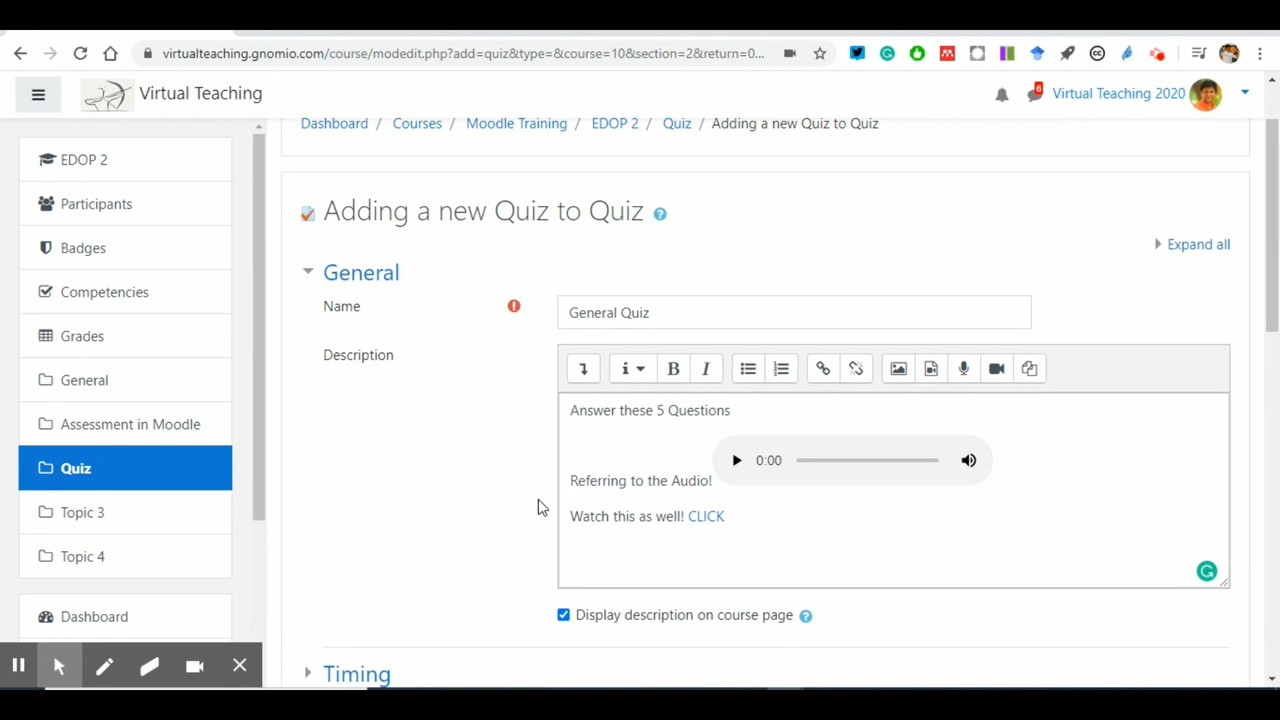 virtualteaching.gnomio.com/course/modedit.php?add=quiz&type=&course=10&section=2&return=0...
Virtual Teaching
6
Virtual Teaching 2020
Dashboard / Courses / Moodle Training / EDOP 2 / Quiz / Adding a new Quiz to Quiz
EDOP 2
Participants
Badges
Competencies
Grades
General
Assessment in Moodle
Quiz
Topic 3
Topic 4
Dashboard
Adding a new Quiz to Quiz
Expand all
General
Name
General Quiz
Description
Answer these 5 Questions
0:00
Referring to the Audio!
Watch this as well! CLICK
Display description on course page
Timing